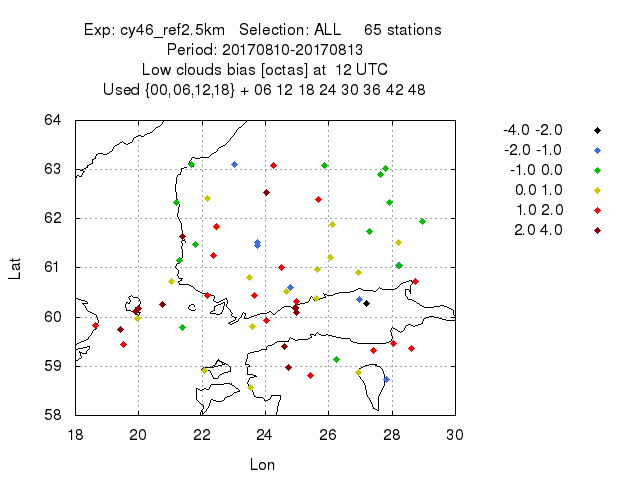 Exp: cy46_ref2.5km   Selection: ALL     65 stations
Period: 20170810-20170813
Low clouds bias [octas] at  12 UTC
Used {00,06,12,18} + 06 12 18 24 30 36 42 48
64
63
62
61
60
59
58
Lat
18 20 22 24 26 28 30
Lon
-4.0 -2.0
-2.0 -1.0
-1.0 0.0
0.0 1.0
1.0 2.0
2.0 4.0